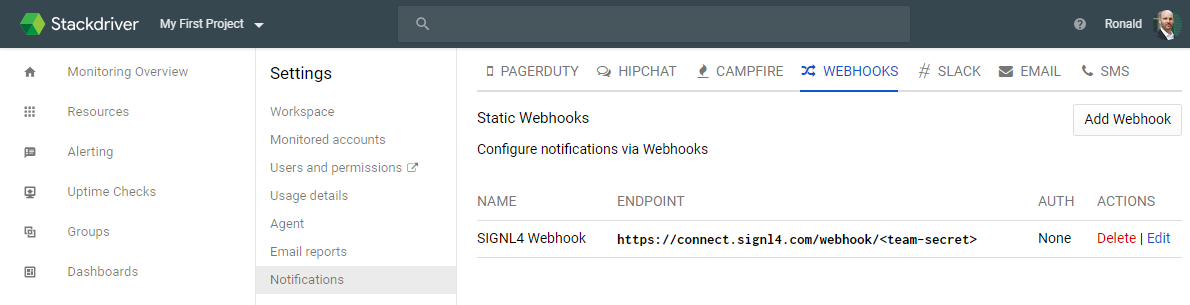 Stackdriver My First Project Ronald
Monitoring Overview
Resources
Alerting
Uptime Checks
Groups
Dashboards
Settings
Workspace
Monitored accounts
Users and permissions
Usage details
Agent
Email reports
Notifications
PAGERDUTY HIPCHAT CAMPFIRE WEBHOOKS # SLACK EMAIL SMS
Static Webhooks Add Webhook
Configure notifications via Webhooks
NAME ENDPOINT AUTH ACTIONS
SIGNL4 Webhook https://connect.signl4.com/webhook/<team-secret> None Delete | Edit